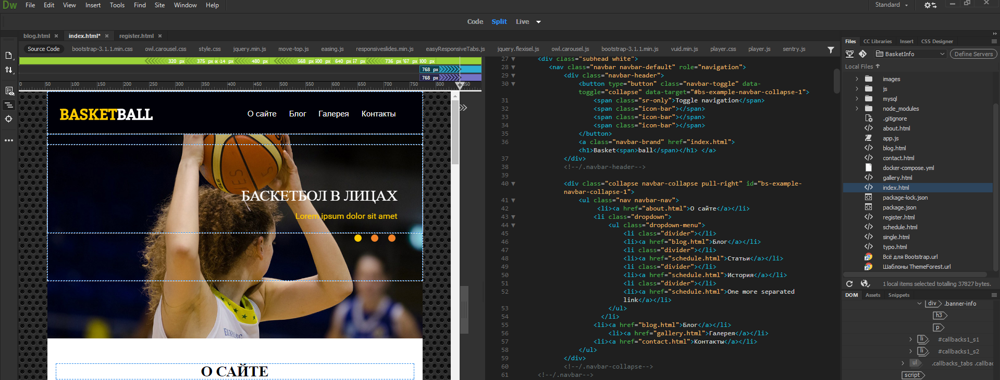 Dw File Edit View Insert Tools Find Site Window Help Standard
Code Split Live
blog.html index.html* register.html
Source Code bootstrap-3.1.1.min.css owl.carousel.css style.css jquery.min.js move-top.js easing.js responsiveslides.min.js easyResponsiveTabs.js jquery.flexisel.js owl.carousel.js bootstrap-3.1.1.min.js vuid.min.js player.css player.js sentry.js
320 px 375 px 480 px 568 px 640 px 736 px
768 px
768 px
0 50 100 150 200 250 300 350 400 450 500 550 600 650 700 750 800 850
BASKETBALL О сайте Блог Галерея Контакты
БАСКЕТБОЛ В ЛИЦАХ
Lorem ipsum dolor sit amet
О САЙТЕ
27 <div class="subhead white">
28 <nav class="navbar navbar-default" role="navigation">
29 <div class="navbar-header">
30 <button type="button" class="navbar-toggle" data-
toggle="collapse" data-target="#bs-example-navbar-collapse-1">
31 <span class="sr-only">Toggle navigation</span>
32 <span class="icon-bar"></span>
33 <span class="icon-bar"></span>
34 <span class="icon-bar"></span>
35 </button>
36 <a class="navbar-brand" href="index.html">
<h1>Basket<span>ball</span></h1> </a>
37 </div>
38 <!--/.navbar-header-->
39
40 <div class="collapse navbar-collapse pull-right" id="bs-example-
navbar-collapse-1">
41 <ul class="nav navbar-nav">
42 <li><a href="about.html">О сайте</a></li>
43 <li class="dropdown">
44 <ul class="dropdown-menu">
45 <li class="divider"></li>
46 <li><a href="blog.html">Блог</a></li>
47 <li class="divider"></li>
48 <li><a href="schedule.html">Статьи</a></li>
49 <li class="divider"></li>
50 <li><a href="schedule.html">История</a></li>
51 <li class="divider"></li>
52 <li><a href="schedule.html">One more separated
link</a></li>
53 </ul>
54 </li>
55 <li><a href="blog.html">Блог</a></li>
56 <li><a href="gallery.html">Галерея</a></li>
57 <li><a href="contact.html">Контакты</a></li>
58 </ul>
59 </div>
60 <!--/.navbar-collapse-->
61 <!--/.navbar-->
Files CC Libraries Insert CSS Designer
BasketInfo Define Servers
Local Files
images
js
mysql
node_modules
.gitignore
about.html
app.js
blog.html
contact.html
docker-compose.yml
gallery.html
index.html
package-lock.json
package.json
register.html
schedule.html
single.html
typo.html
Всё для Bootstrap.url
Шаблоны ThemeForest.url
1 local items selected totalling 37827 bytes.
DOM Assets Snippets
div .banner-info
h3
p
li #callbacks1_s1
li #callbacks1_s2
ul .callbacks_tabs .callbac
script